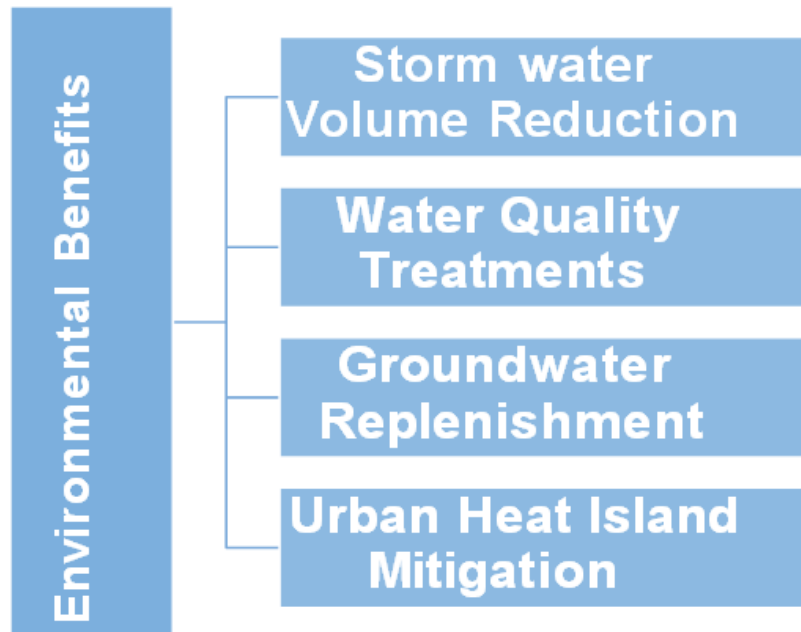 Environmental Benefits
Storm water
Volume Reduction
Water Quality
Treatments
Groundwater
Replenishment
Urban Heat Island
Mitigation